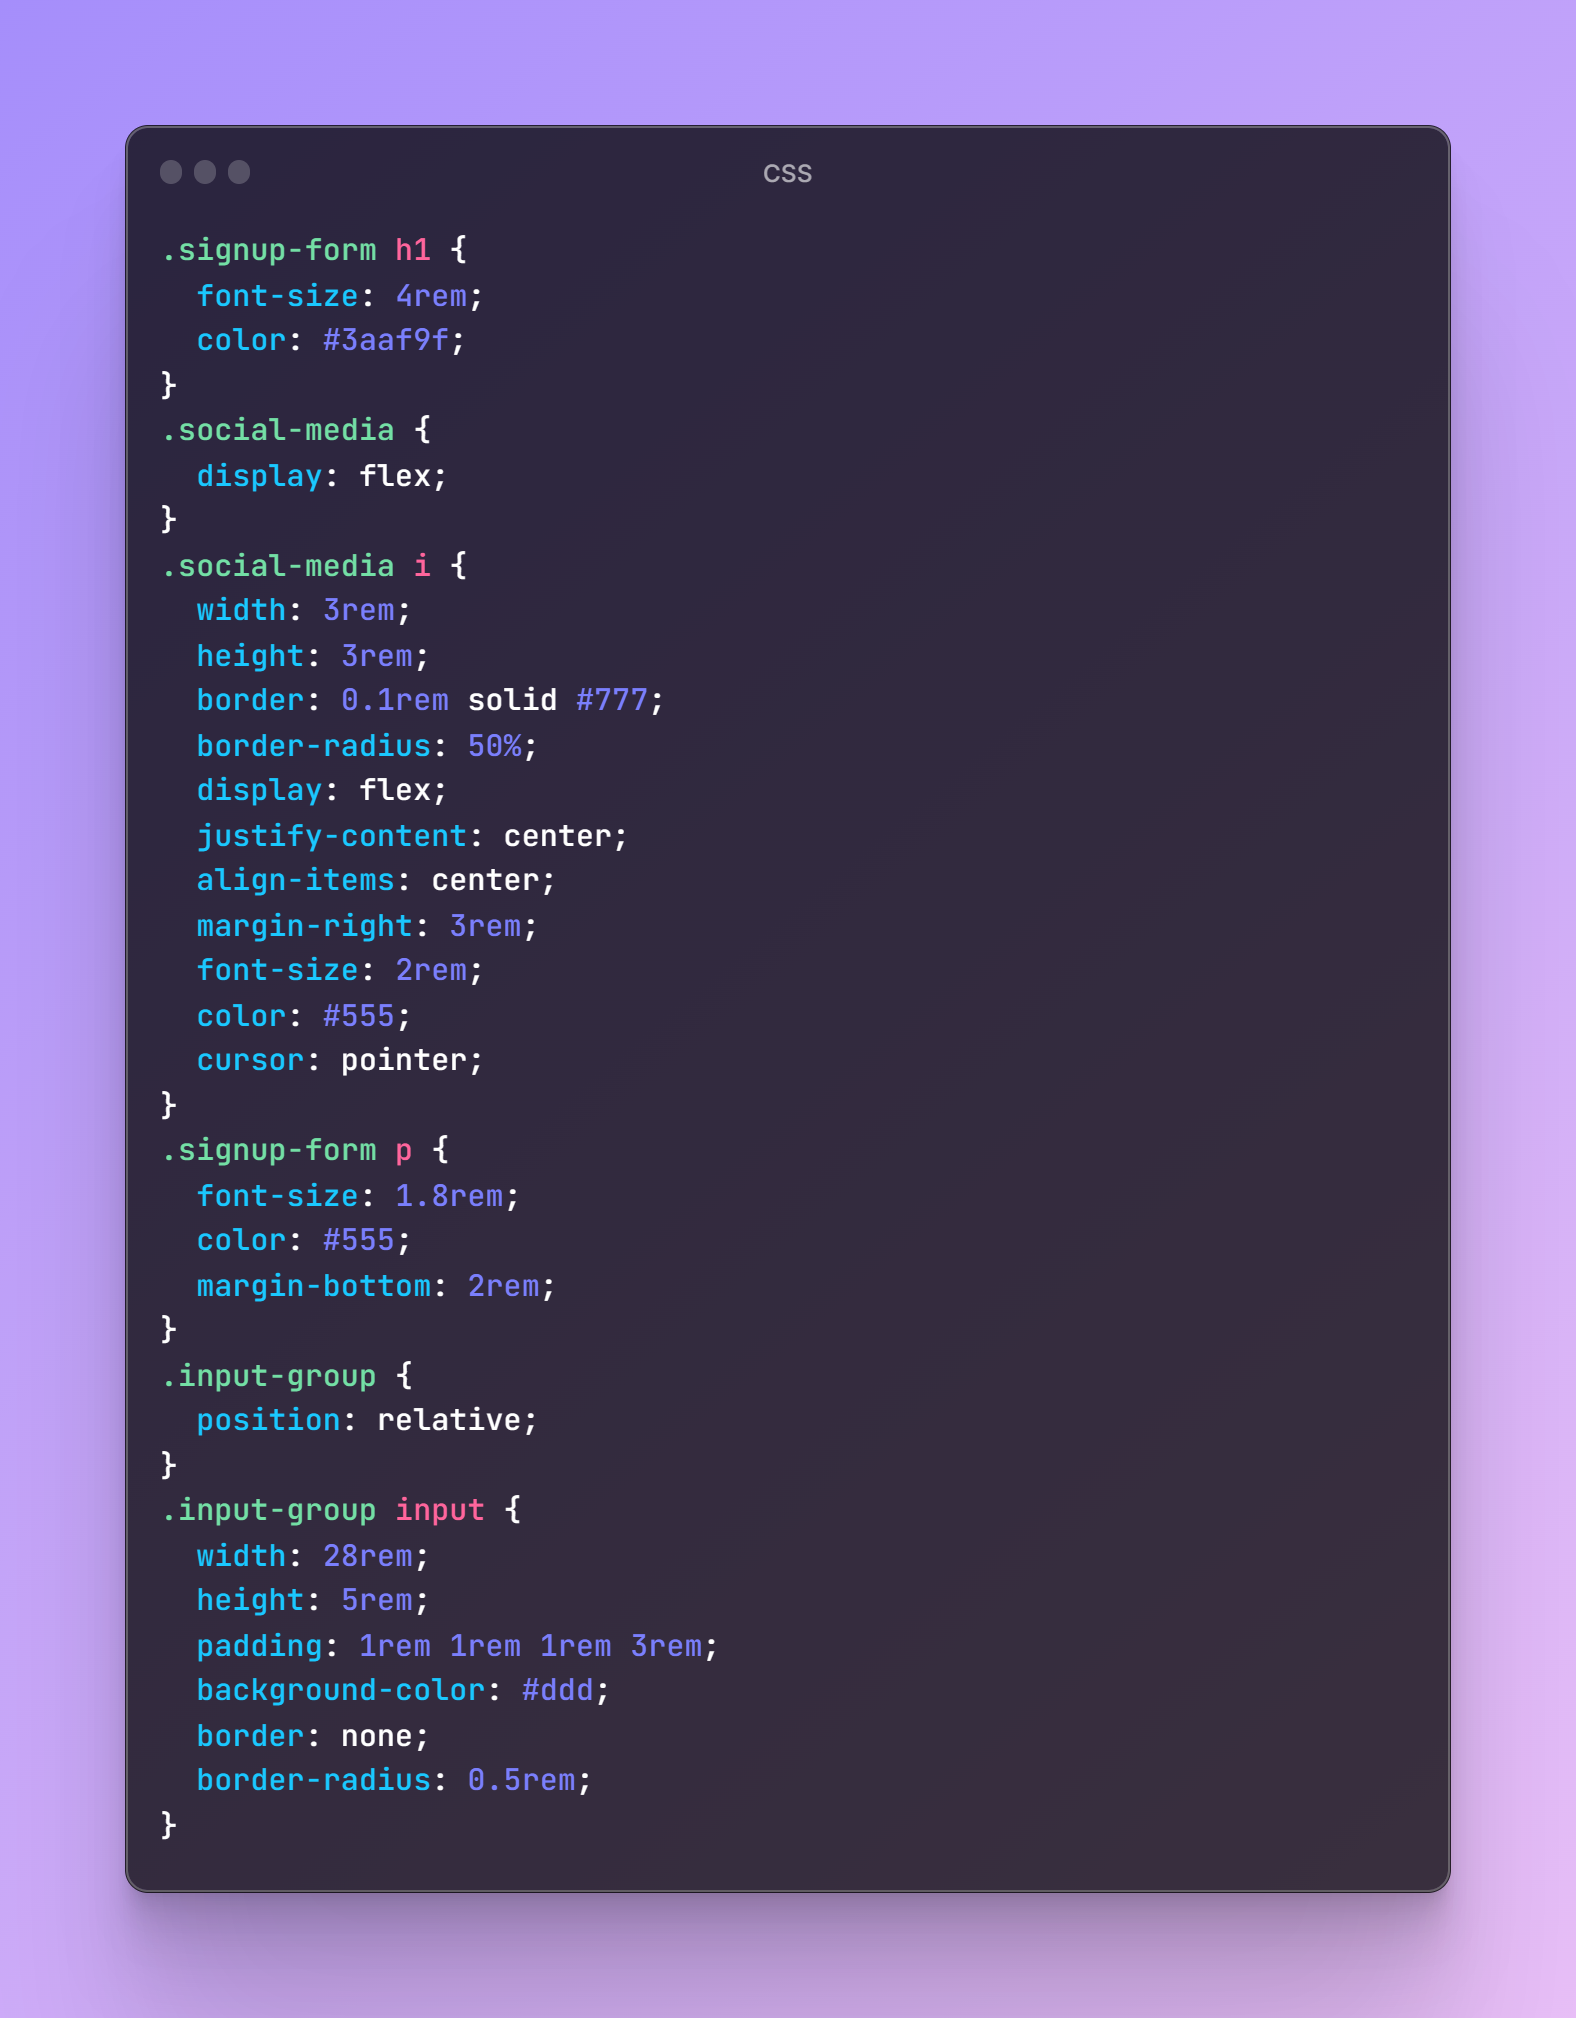 css
.signup-form h1 {
  font-size: 4rem;
  color: #3aaf9f;
}
.social-media {
  display: flex;
}
.social-media i {
  width: 3rem;
  height: 3rem;
  border: 0.1rem solid #777;
  border-radius: 50%;
  display: flex;
  justify-content: center;
  align-items: center;
  margin-right: 3rem;
  font-size: 2rem;
  color: #555;
  cursor: pointer;
}
.signup-form p {
  font-size: 1.8rem;
  color: #555;
  margin-bottom: 2rem;
}
.input-group {
  position: relative;
}
.input-group input {
  width: 28rem;
  height: 5rem;
  padding: 1rem 1rem 1rem 3rem;
  background-color: #ddd;
  border: none;
  border-radius: 0.5rem;
}